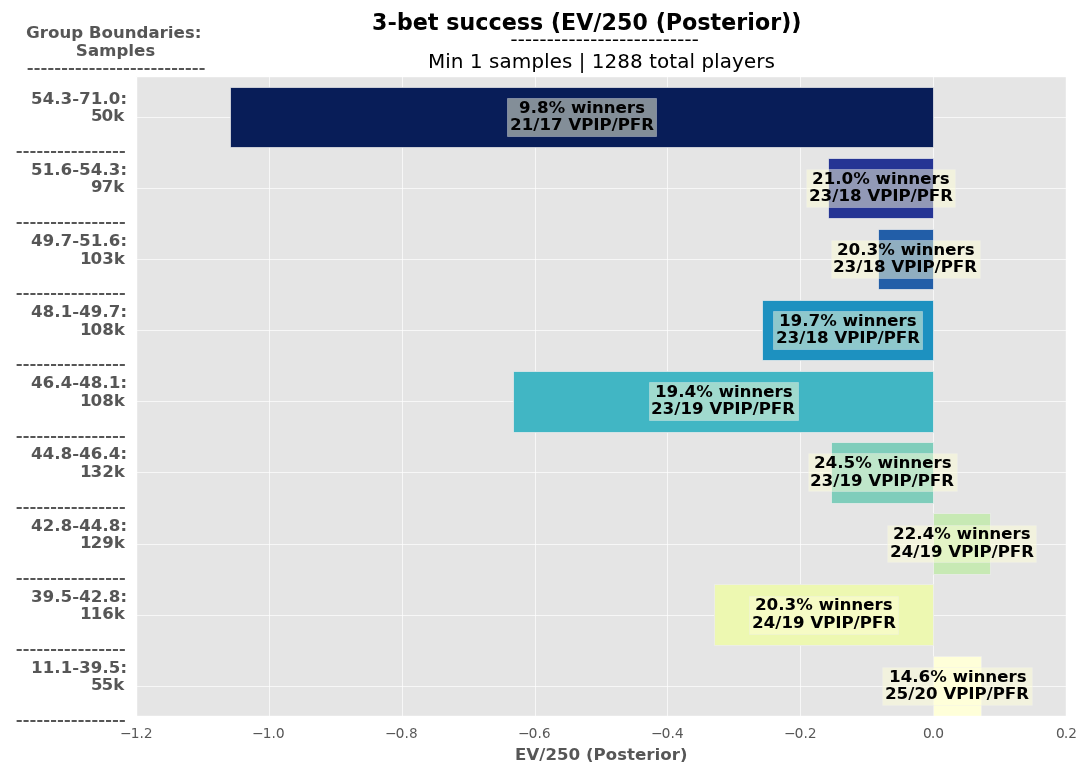 3-bet success (EV/250 (Posterior))
---------------------------
Min 1 samples | 1288 total players
Group Boundaries:
Samples
--------------------------
54.3-71.0:
50k
9.8% winners
21/17 VPIP/PFR
----------------
51.6-54.3:
97k
21.0% winners
23/18 VPIP/PFR
----------------
49.7-51.6:
103k
20.3% winners
23/18 VPIP/PFR
----------------
48.1-49.7:
108k
19.7% winners
23/18 VPIP/PFR
----------------
46.4-48.1:
108k
19.4% winners
23/19 VPIP/PFR
----------------
44.8-46.4:
132k
24.5% winners
23/19 VPIP/PFR
----------------
42.8-44.8:
129k
22.4% winners
24/19 VPIP/PFR
----------------
39.5-42.8:
116k
20.3% winners
24/19 VPIP/PFR
----------------
11.1-39.5:
55k
14.6% winners
25/20 VPIP/PFR
----------------
−1.2 −1.0 −0.8 −0.6 −0.4 −0.2 0.0 0.2
EV/250 (Posterior)